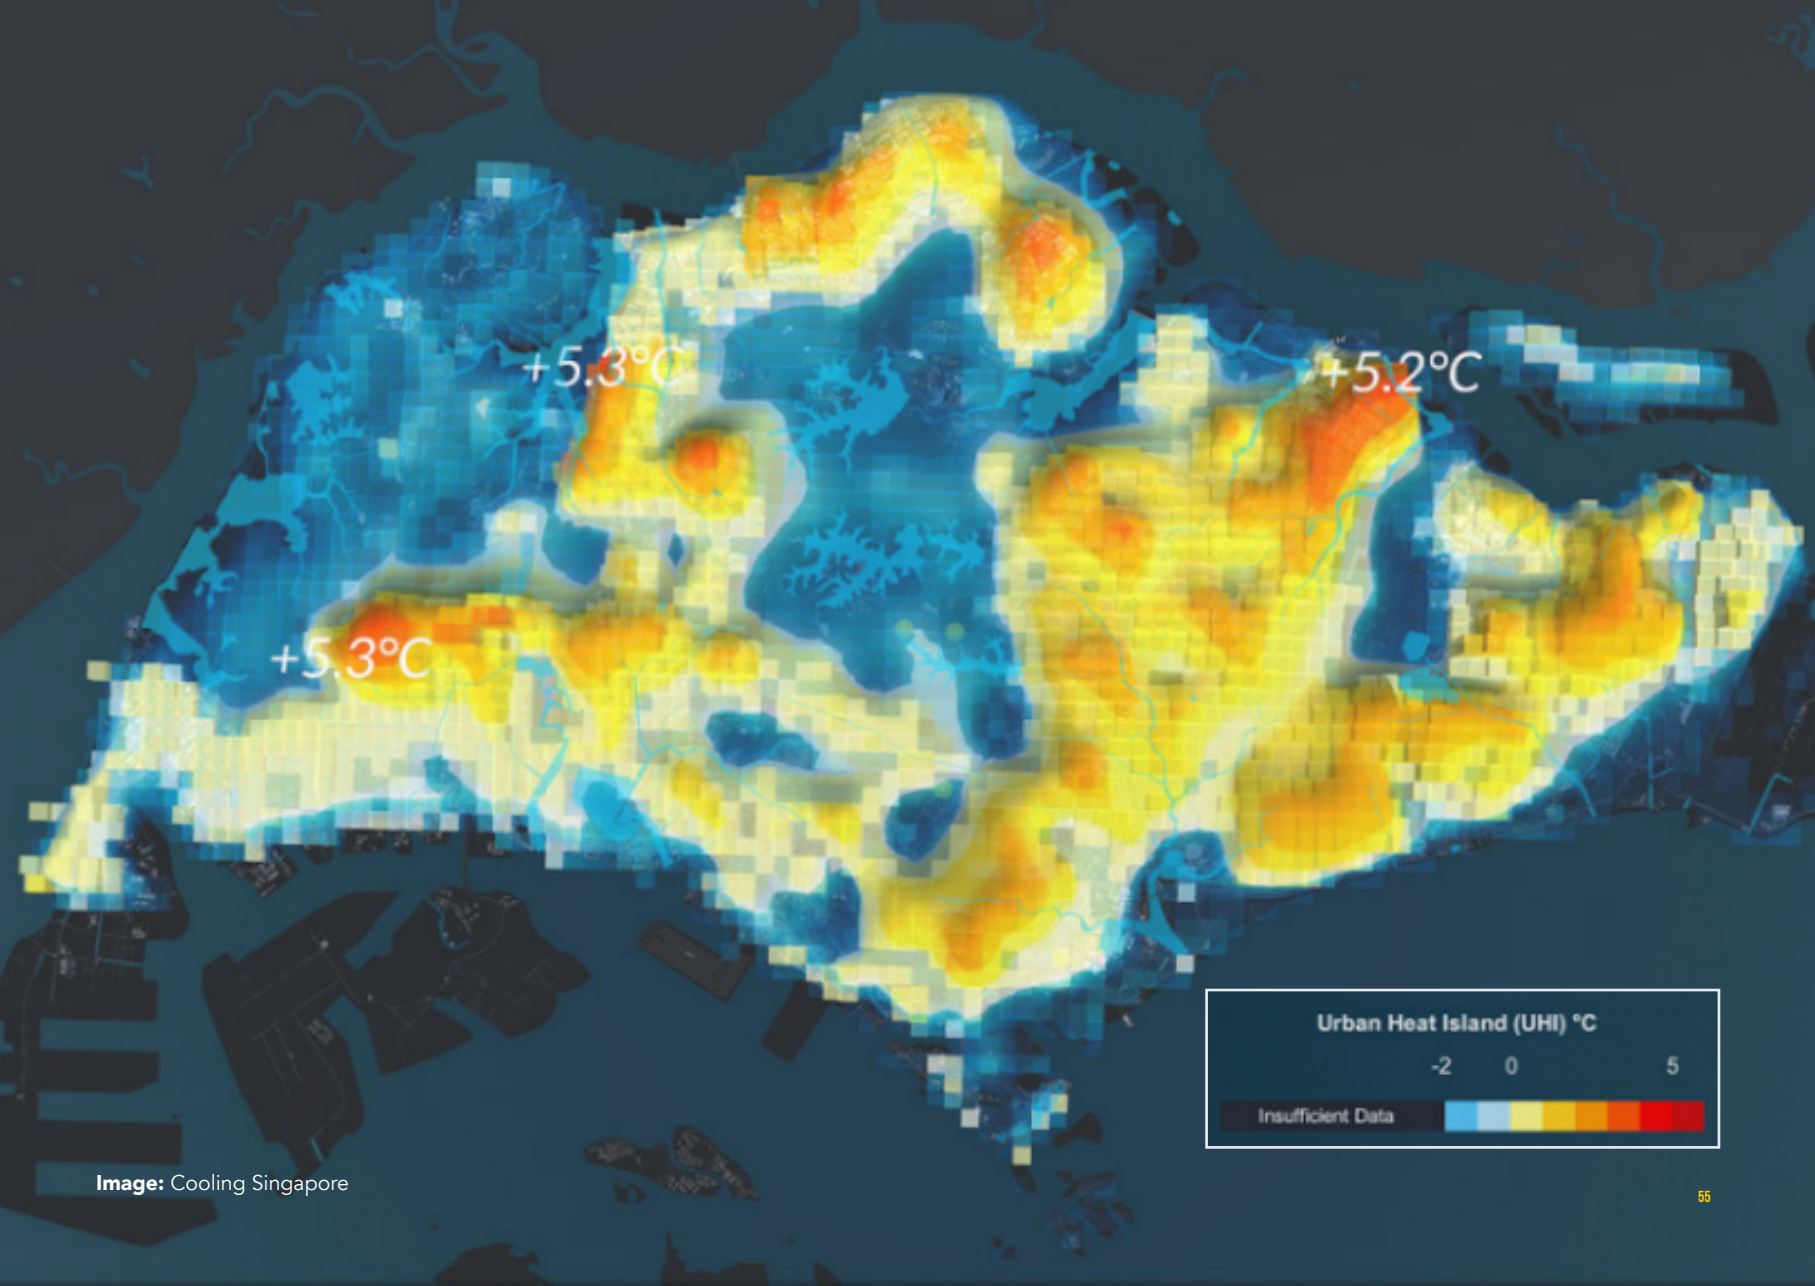 +5.3°C
+5.2°C
+5.3°C
Urban Heat Island (UHI) °C
-2 0 5
Insufficient Data
Image: Cooling Singapore
55